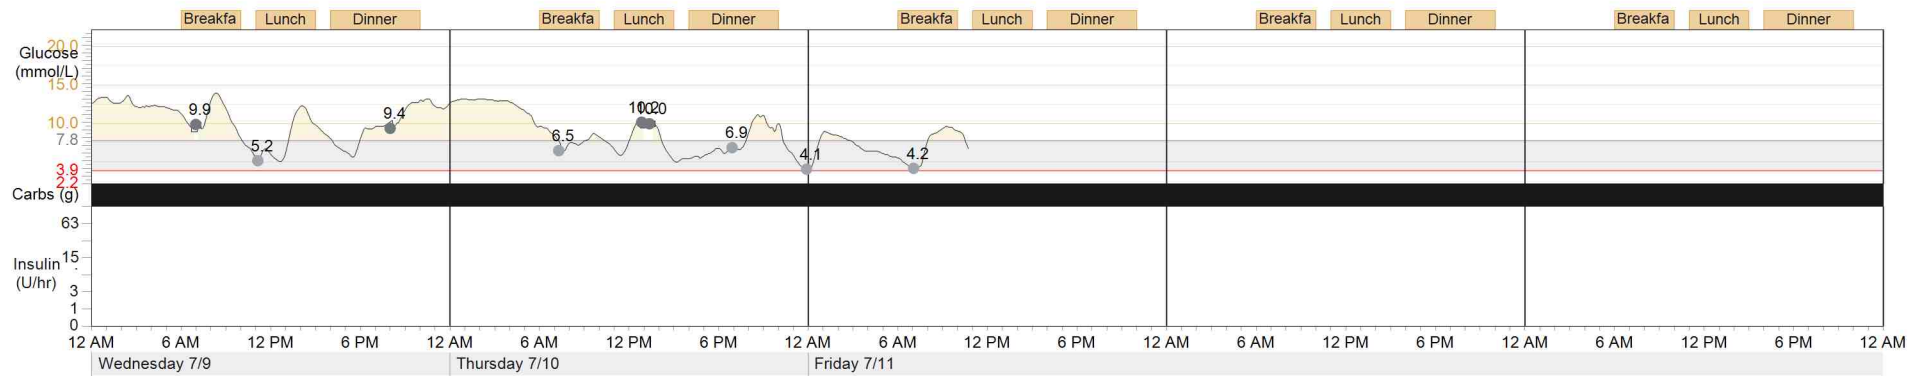 Breakfa Lunch Dinner Breakfa Lunch Dinner Breakfa Lunch Dinner Breakfa Lunch Dinner Breakfa Lunch Dinner
20.0
Glucose
(mmol/L)
15.0
9.9 9.4 10.2 10.0
10.0
7.8
5.2 6.5 6.9 4.1 4.2
3.9
2.2
Carbs (g)
63
15
Insulin
(U/hr)
3
1
0
12 AM 6 AM 12 PM 6 PM 12 AM 6 AM 12 PM 6 PM 12 AM 6 AM 12 PM 6 PM 12 AM 6 AM 12 PM 6 PM 12 AM 6 AM 12 PM 6 PM 12 AM
Wednesday 7/9 Thursday 7/10 Friday 7/11